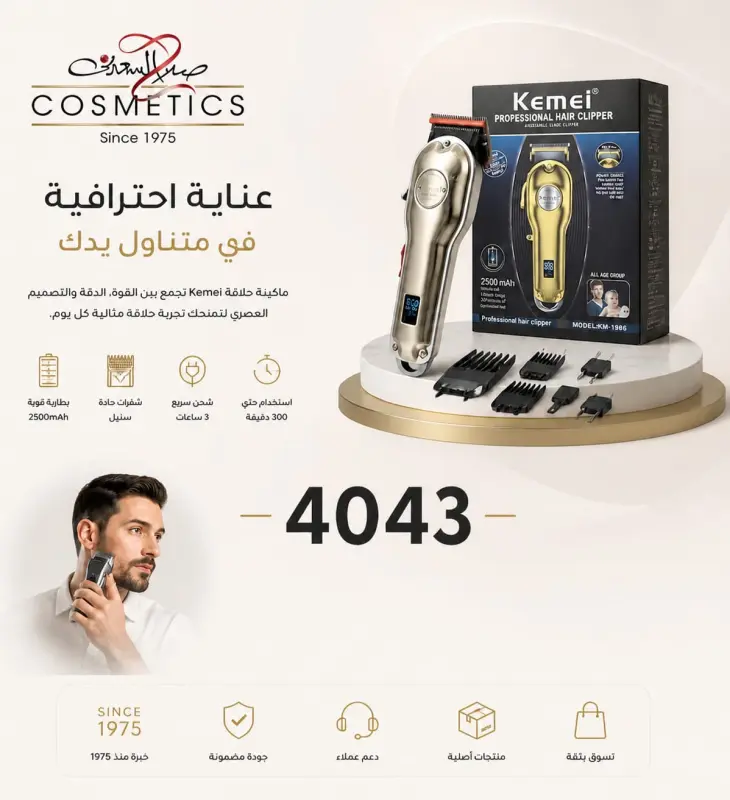 COSMETICS
Since 1975
عناية احترافية
في متناول يدك
ماكينة حلاقة Kemei تجمع بين القوة، الدقة والتصميم
العصري لتمنحك تجربة حلاقة مثالية كل يوم.
استخدام حتي
300 دقيقة
شحن سريع
3 ساعات
شفرات حادة
سنيل
بطارية قوية
2500mAh
Kemei®
PROFESSIONAL HAIR CLIPPER
2500 mAh
ALL AGE GROUP
Professional hair clipper
MODEL:KM-1986
Kemei
4043
تسوق بثقة
منتجات أصلية
دعم عملاء
جودة مضمونة
SINCE
1975
خبرة منذ 1975